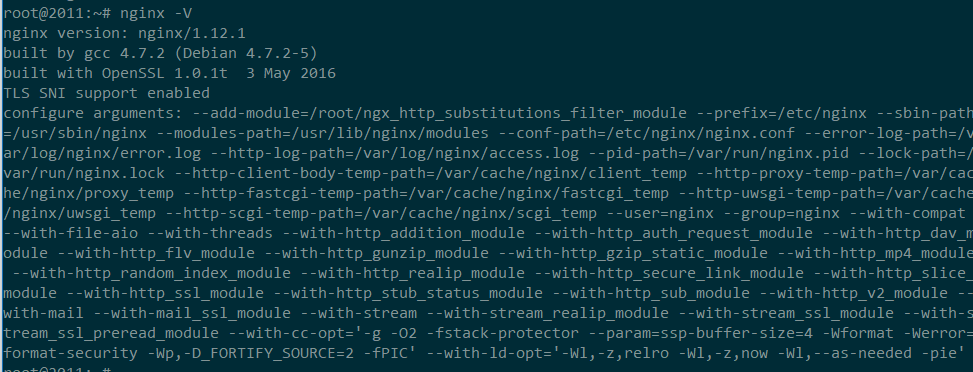 root@2011:~# nginx -V
nginx version: nginx/1.12.1
built by gcc 4.7.2 (Debian 4.7.2-5)
built with OpenSSL 1.0.1t  3 May 2016
TLS SNI support enabled
configure arguments: --add-module=/root/ngx_http_substitutions_filter_module --prefix=/etc/nginx --sbin-path
=/usr/sbin/nginx --modules-path=/usr/lib/nginx/modules --conf-path=/etc/nginx/nginx.conf --error-log-path=/v
ar/log/nginx/error.log --http-log-path=/var/log/nginx/access.log --pid-path=/var/run/nginx.pid --lock-path=/
var/run/nginx.lock --http-client-body-temp-path=/var/cache/nginx/client_temp --http-proxy-temp-path=/var/cac
he/nginx/proxy_temp --http-fastcgi-temp-path=/var/cache/nginx/fastcgi_temp --http-uwsgi-temp-path=/var/cache
/nginx/uwsgi_temp --http-scgi-temp-path=/var/cache/nginx/scgi_temp --user=nginx --group=nginx --with-compat
--with-file-aio --with-threads --with-http_addition_module --with-http_auth_request_module --with-http_dav_m
odule --with-http_flv_module --with-http_gunzip_module --with-http_gzip_static_module --with-http_mp4_module
 --with-http_random_index_module --with-http_realip_module --with-http_secure_link_module --with-http_slice_
module --with-http_ssl_module --with-http_stub_status_module --with-http_sub_module --with-http_v2_module --
with-mail --with-mail_ssl_module --with-stream --with-stream_realip_module --with-stream_ssl_module --with-s
tream_ssl_preread_module --with-cc-opt='-g -O2 -fstack-protector --param=ssp-buffer-size=4 -Wformat -Werror=
format-security -Wp,-D_FORTIFY_SOURCE=2 -fPIC' --with-ld-opt='-Wl,-z,relro -Wl,-z,now -Wl,--as-needed -pie'
root@2011:~#